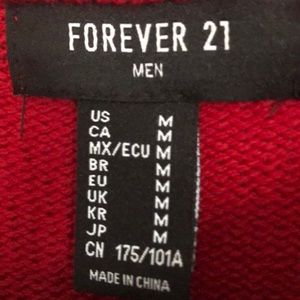 FOREVER 21
MEN
US M
CA M
MX/ECU M
BR M
EU M
UK M
KR M
JP M
CN 175/101A
MADE IN CHINA